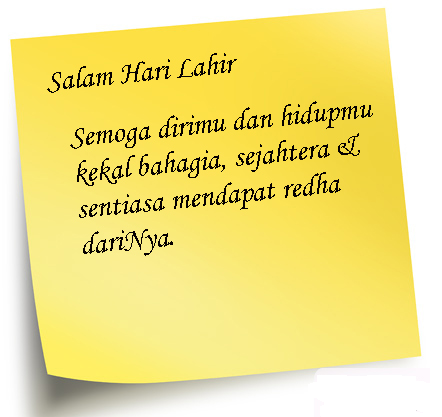 Salam Hari Lahir
Semoga dirimu dan hidupmu
kekal bahagia, sejahtera &
sentiasa mendapat redha
dariNya.